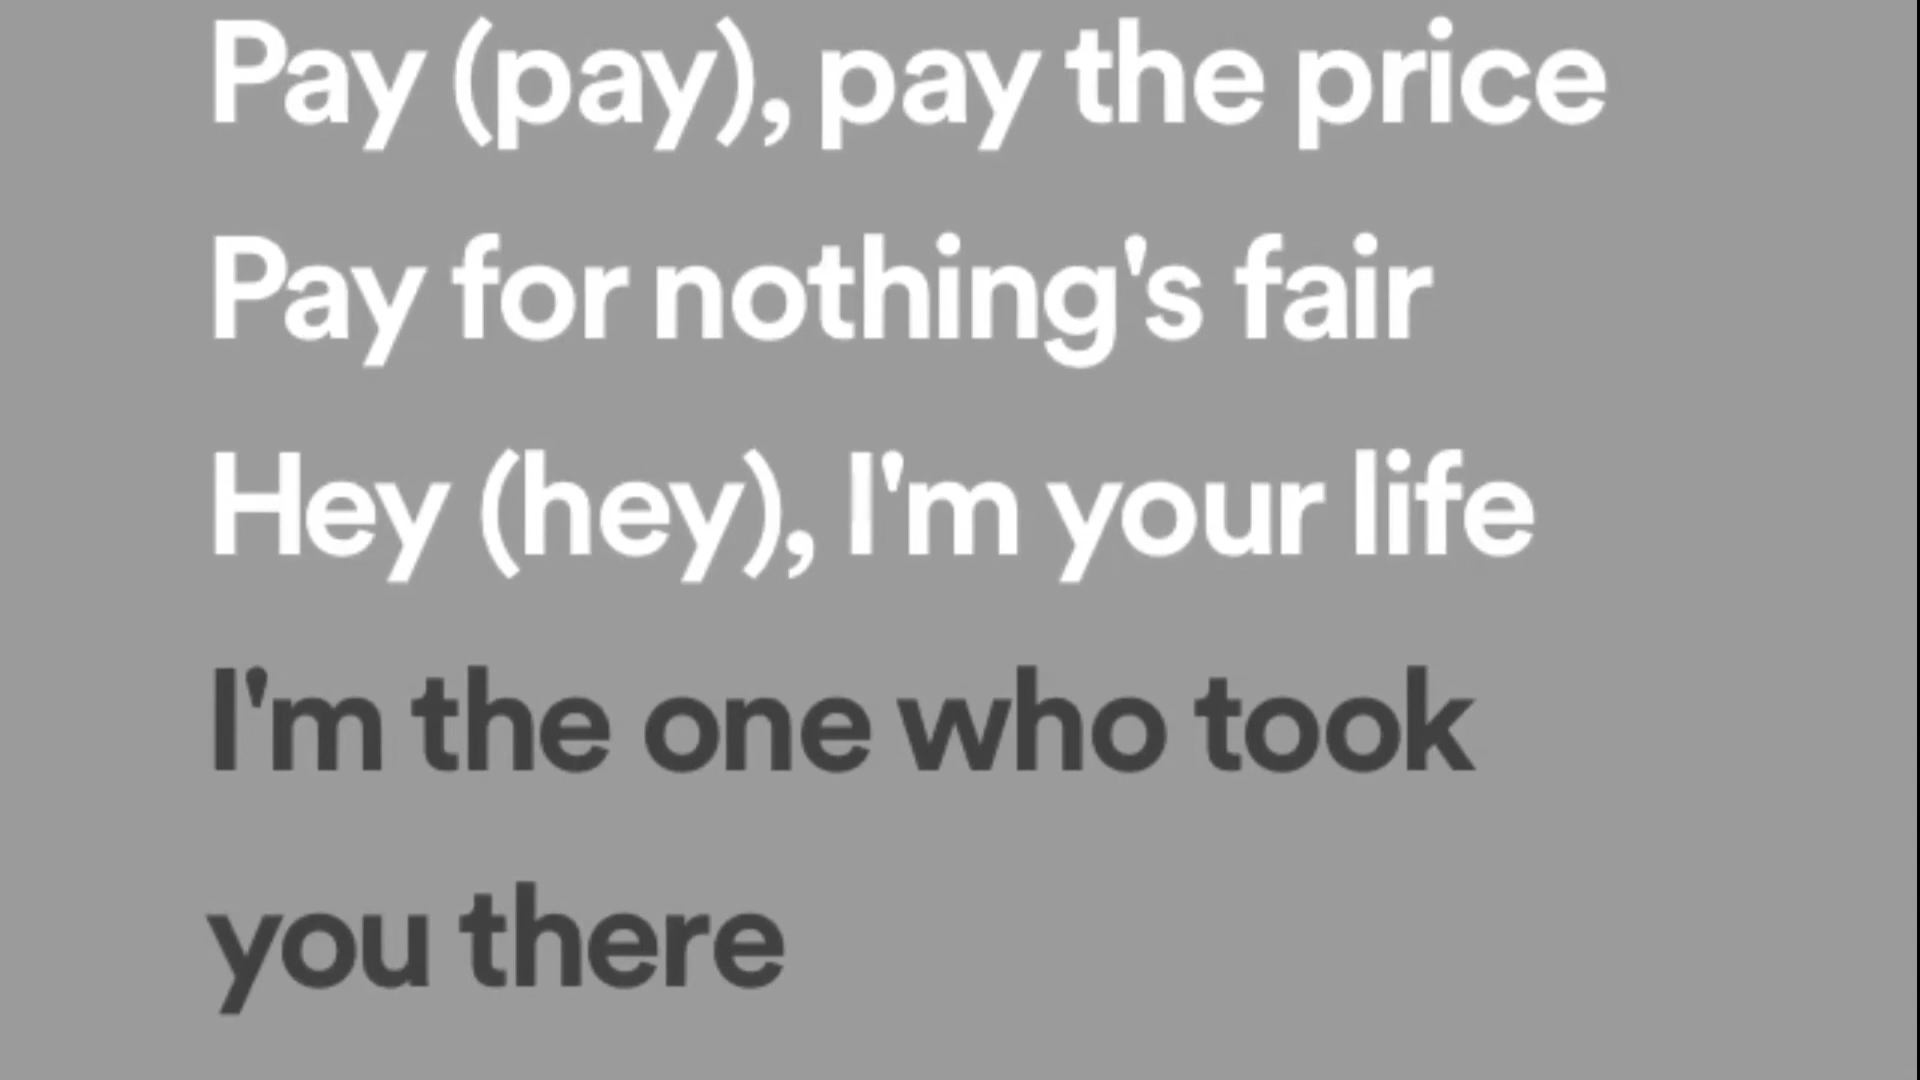 Pay (pay), pay the price
Pay for nothing's fair
Hey (hey), I'm your life
I'm the one who took
you there